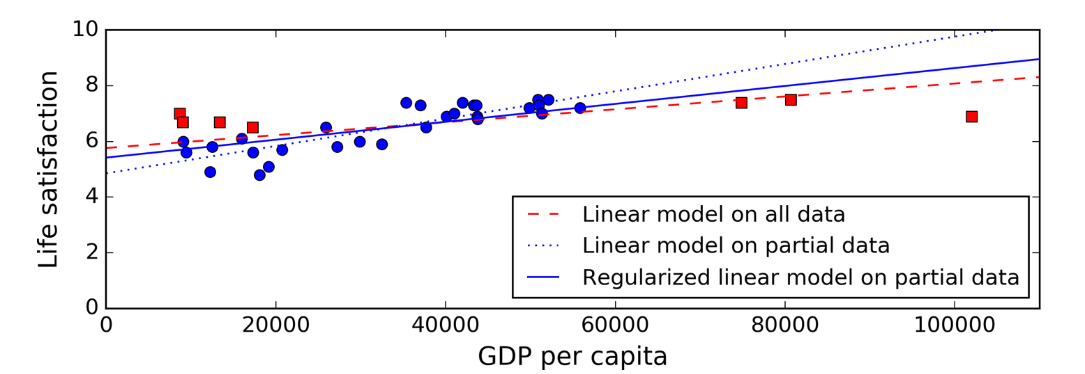 10
8
6
4
2
0
Life satisfaction
Linear model on all data
Linear model on partial data
Regularized linear model on partial data
0 20000 40000 60000 80000 100000
GDP per capita